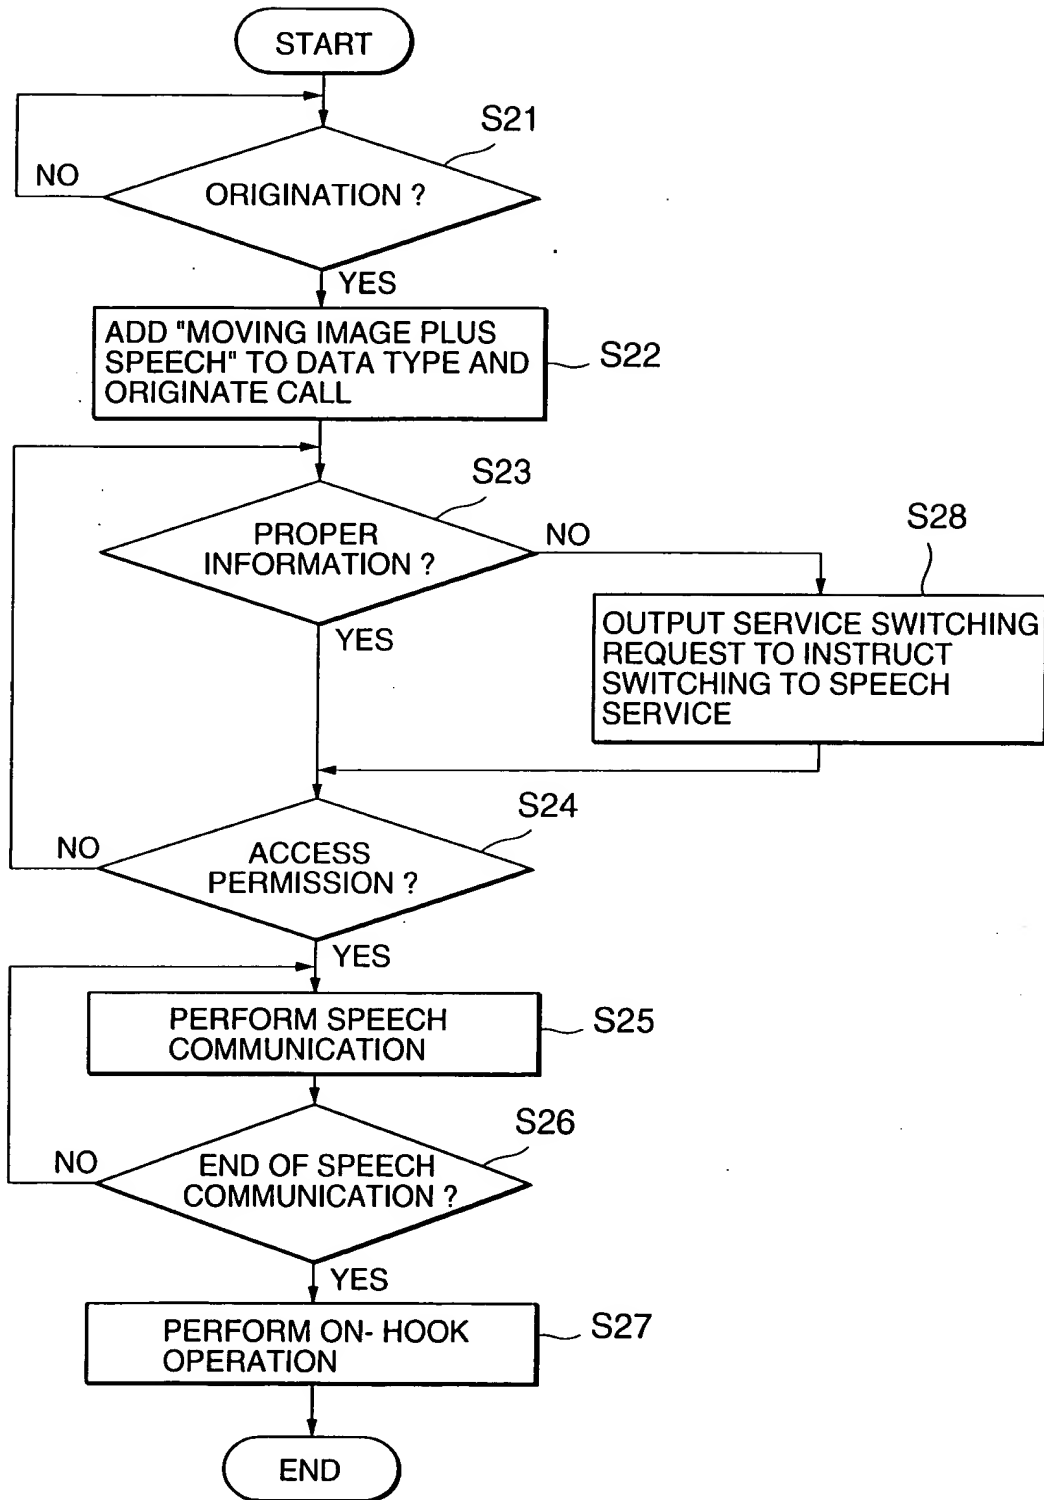 START
S21
NO
ORIGINATION ?
YES
ADD "MOVING IMAGE PLUS
SPEECH" TO DATA TYPE AND
ORIGINATE CALL
S22
S23
PROPER
INFORMATION ?
NO
S28
YES
OUTPUT SERVICE SWITCHING
REQUEST TO INSTRUCT
SWITCHING TO SPEECH
SERVICE
S24
NO
ACCESS
PERMISSION ?
YES
PERFORM SPEECH
COMMUNICATION
S25
S26
NO
END OF SPEECH
COMMUNICATION ?
YES
PERFORM ON- HOOK
OPERATION
S27
END